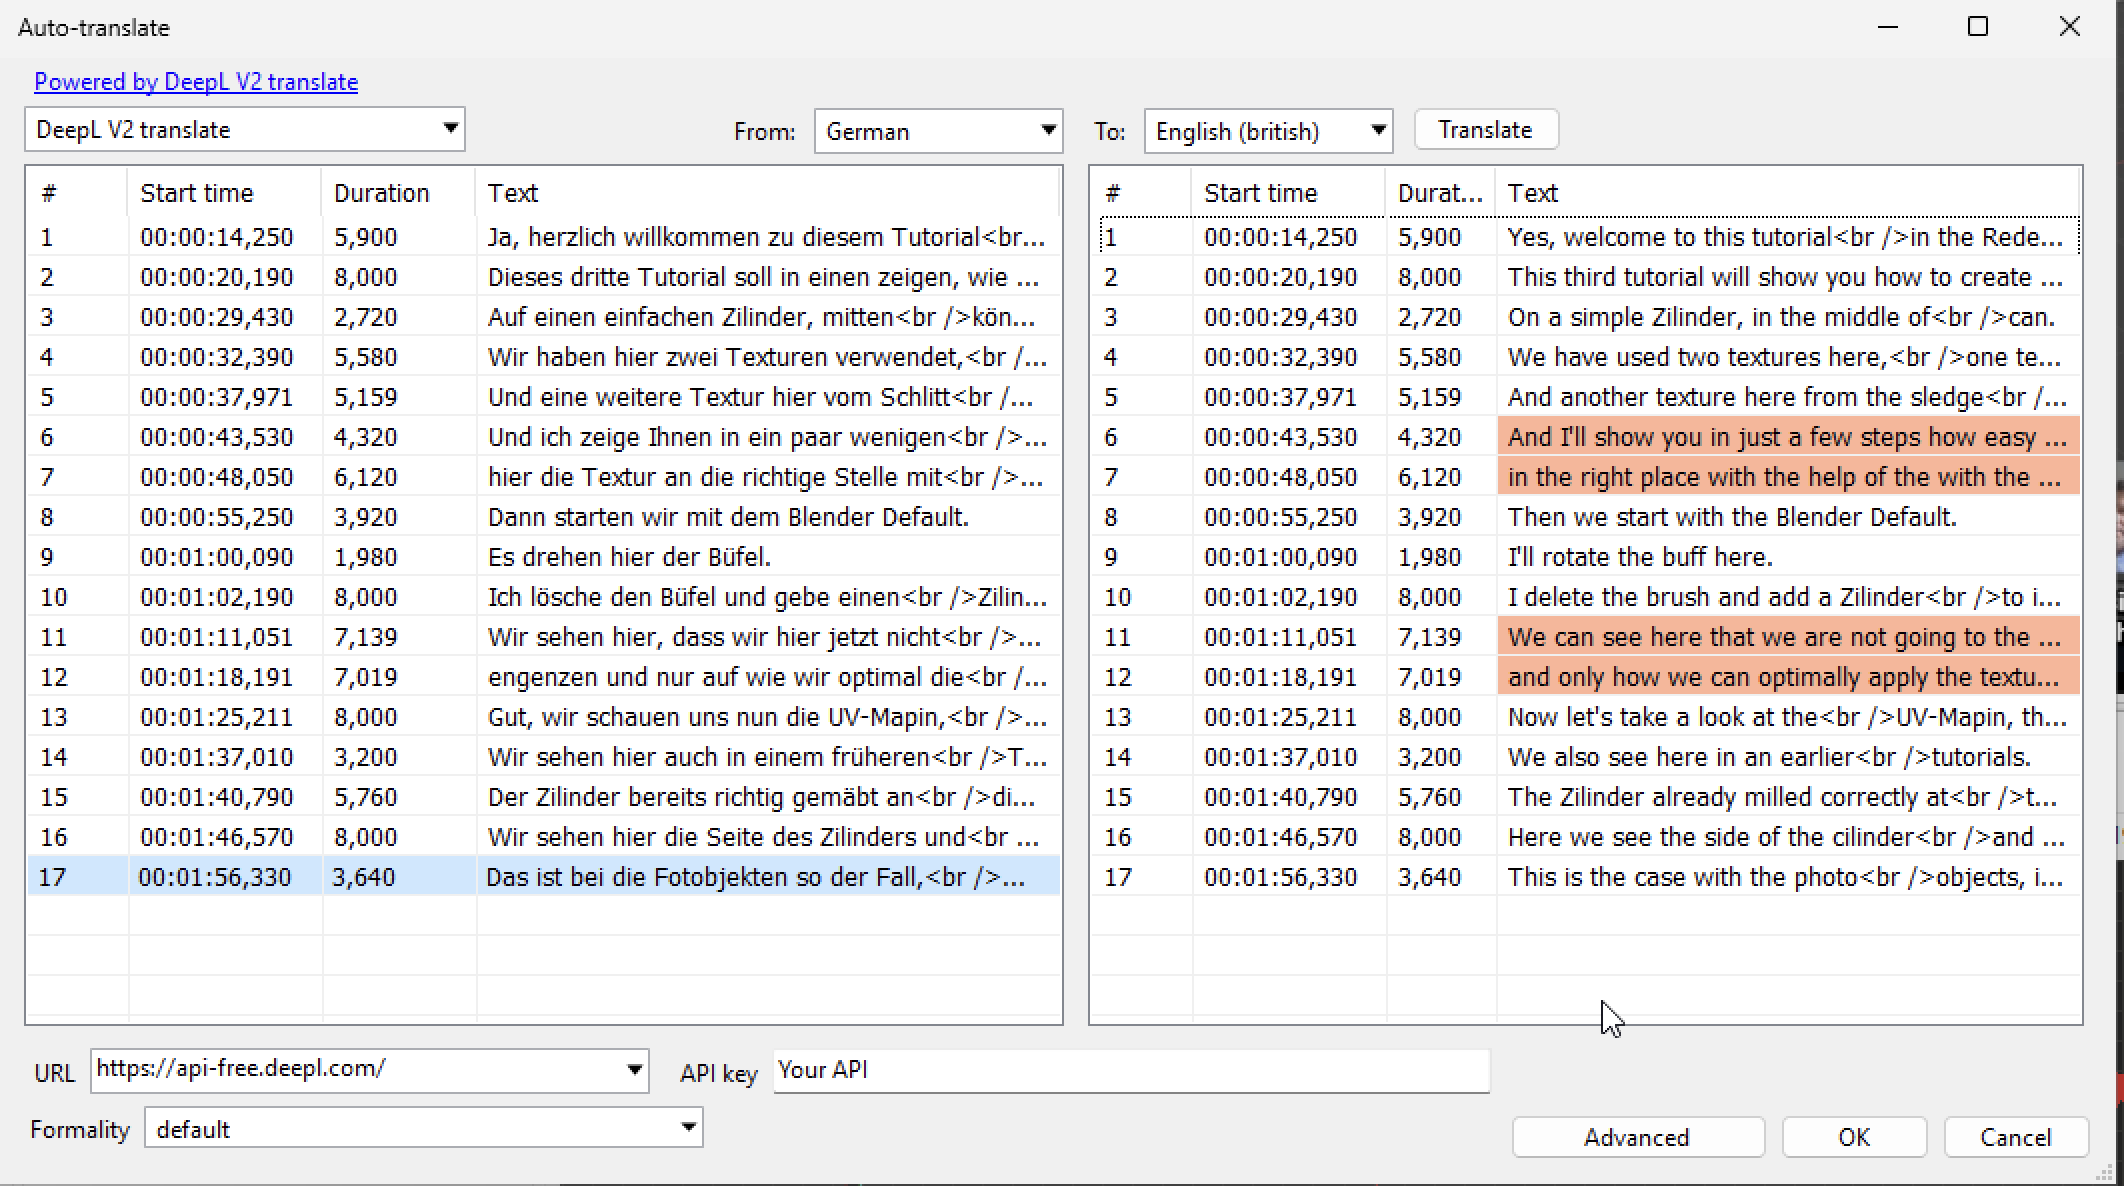 Auto-translate
Powered by DeepL V2 translate
DeepL V2 translate From: German To: English (british) Translate
# Start time Duration Text
1 00:00:14,250 5,900 Ja, herzlich willkommen zu diesem Tutorial<br...
2 00:00:20,190 8,000 Dieses dritte Tutorial soll in einen zeigen, wie ...
3 00:00:29,430 2,720 Auf einen einfachen Zilinder, mitten<br />kön...
4 00:00:32,390 5,580 Wir haben hier zwei Texturen verwendet,<br /...
5 00:00:37,971 5,159 Und eine weitere Textur hier vom Schlitt<br /...
6 00:00:43,530 4,320 Und ich zeige Ihnen in ein paar wenigen<br />...
7 00:00:48,050 6,120 hier die Textur an die richtige Stelle mit<br />...
8 00:00:55,250 3,920 Dann starten wir mit dem Blender Default.
9 00:01:00,090 1,980 Es drehen hier der Büfel.
10 00:01:02,190 8,000 Ich lösche den Büfel und gebe einen<br />Zilin...
11 00:01:11,051 7,139 Wir sehen hier, dass wir hier jetzt nicht<br />...
12 00:01:18,191 7,019 engenzen und nur auf wie wir optimal die<br /...
13 00:01:25,211 8,000 Gut, wir schauen uns nun die UV-Mapin,<br />...
14 00:01:37,010 3,200 Wir sehen hier auch in einem früheren<br />T...
15 00:01:40,790 5,760 Der Zilinder bereits richtig gemäbt an<br />di...
16 00:01:46,570 8,000 Wir sehen hier die Seite des Zilinders und<br ...
17 00:01:56,330 3,640 Das ist bei die Fotobjekten so der Fall,<br />...
# Start time Durat... Text
1 00:00:14,250 5,900 Yes, welcome to this tutorial<br />in the Rede...
2 00:00:20,190 8,000 This third tutorial will show you how to create ...
3 00:00:29,430 2,720 On a simple Zilinder, in the middle of<br />can.
4 00:00:32,390 5,580 We have used two textures here,<br />one te...
5 00:00:37,971 5,159 And another texture here from the sledge<br /...
6 00:00:43,530 4,320 And I'll show you in just a few steps how easy ...
7 00:00:48,050 6,120 in the right place with the help of the with the ...
8 00:00:55,250 3,920 Then we start with the Blender Default.
9 00:01:00,090 1,980 I'll rotate the buff here.
10 00:01:02,190 8,000 I delete the brush and add a Zilinder<br />to i...
11 00:01:11,051 7,139 We can see here that we are not going to the ...
12 00:01:18,191 7,019 and only how we can optimally apply the textu...
13 00:01:25,211 8,000 Now let's take a look at the<br />UV-Mapin, th...
14 00:01:37,010 3,200 We also see here in an earlier<br />tutorials.
15 00:01:40,790 5,760 The Zilinder already milled correctly at<br />t...
16 00:01:46,570 8,000 Here we see the side of the cilinder<br />and ...
17 00:01:56,330 3,640 This is the case with the photo<br />objects, i...
URL https://api-free.deepl.com/ API key Your API
Formality default
Advanced OK Cancel